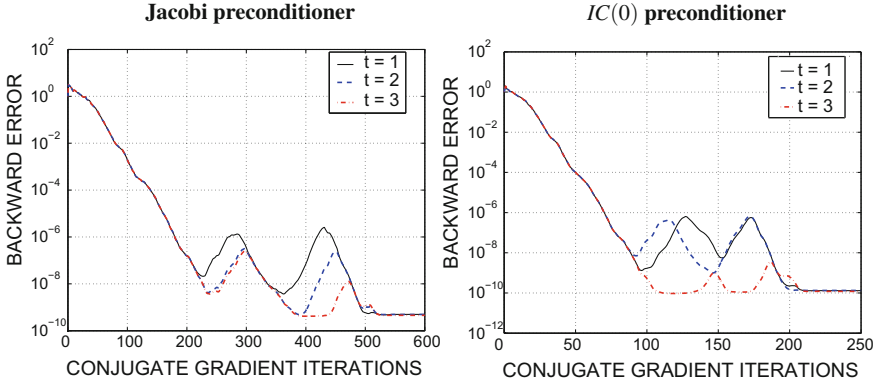 Jacobi preconditioner
10^2
10^0
10^-2
10^-4
10^-6
10^-8
10^-10
BACKWARD ERROR
t = 1
t = 2
t = 3
0 100 200 300 400 500 600
CONJUGATE GRADIENT ITERATIONS
IC(0) preconditioner
10^2
10^0
10^-2
10^-4
10^-6
10^-8
10^-10
10^-12
BACKWARD ERROR
t = 1
t = 2
t = 3
0 50 100 150 200 250
CONJUGATE GRADIENT ITERATIONS